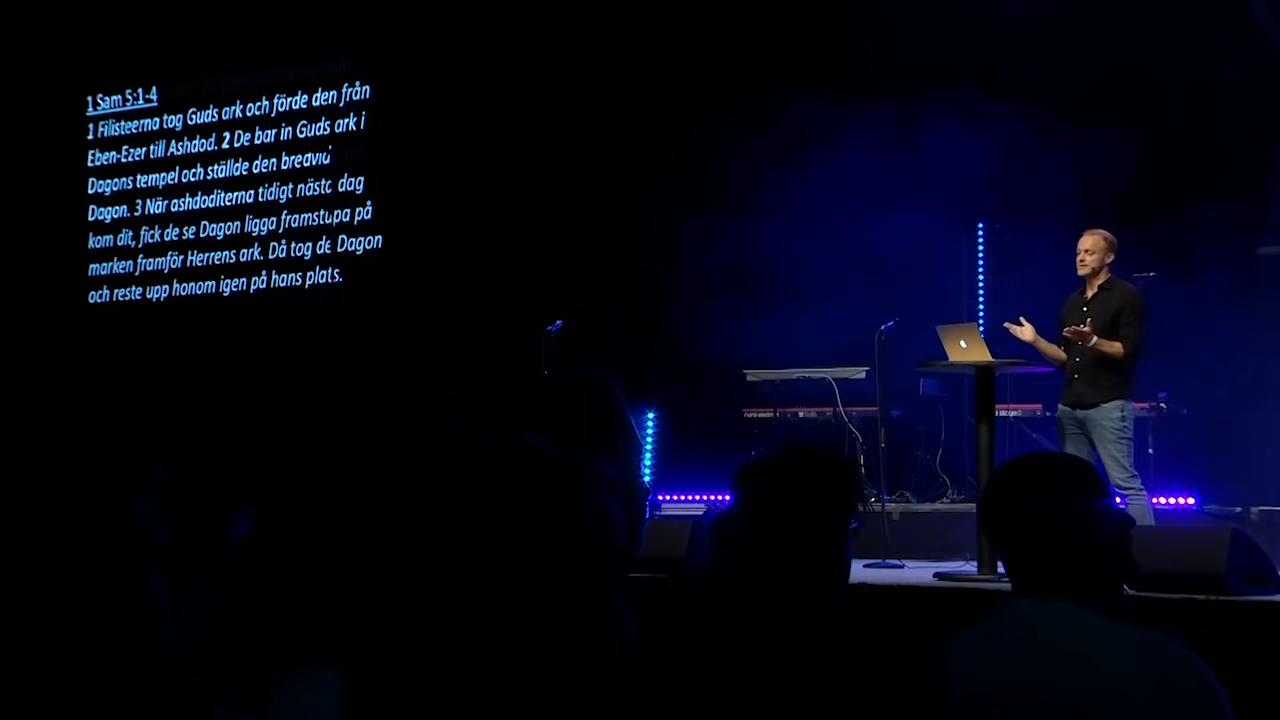 1 Sam 5:1-4
1 Filisteerna tog Guds ark och förde den från
Eben-Ezer till Ashdod. 2 De bar in Guds ark i
Dagons tempel och ställde den bredvid
Dagon. 3 När ashdoditerna tidigt nästa dag
kom dit, fick de se Dagon ligga framstupa på
marken framför Herrens ark. Då tog de Dagon
och reste upp honom igen på hans plats.
nord electro